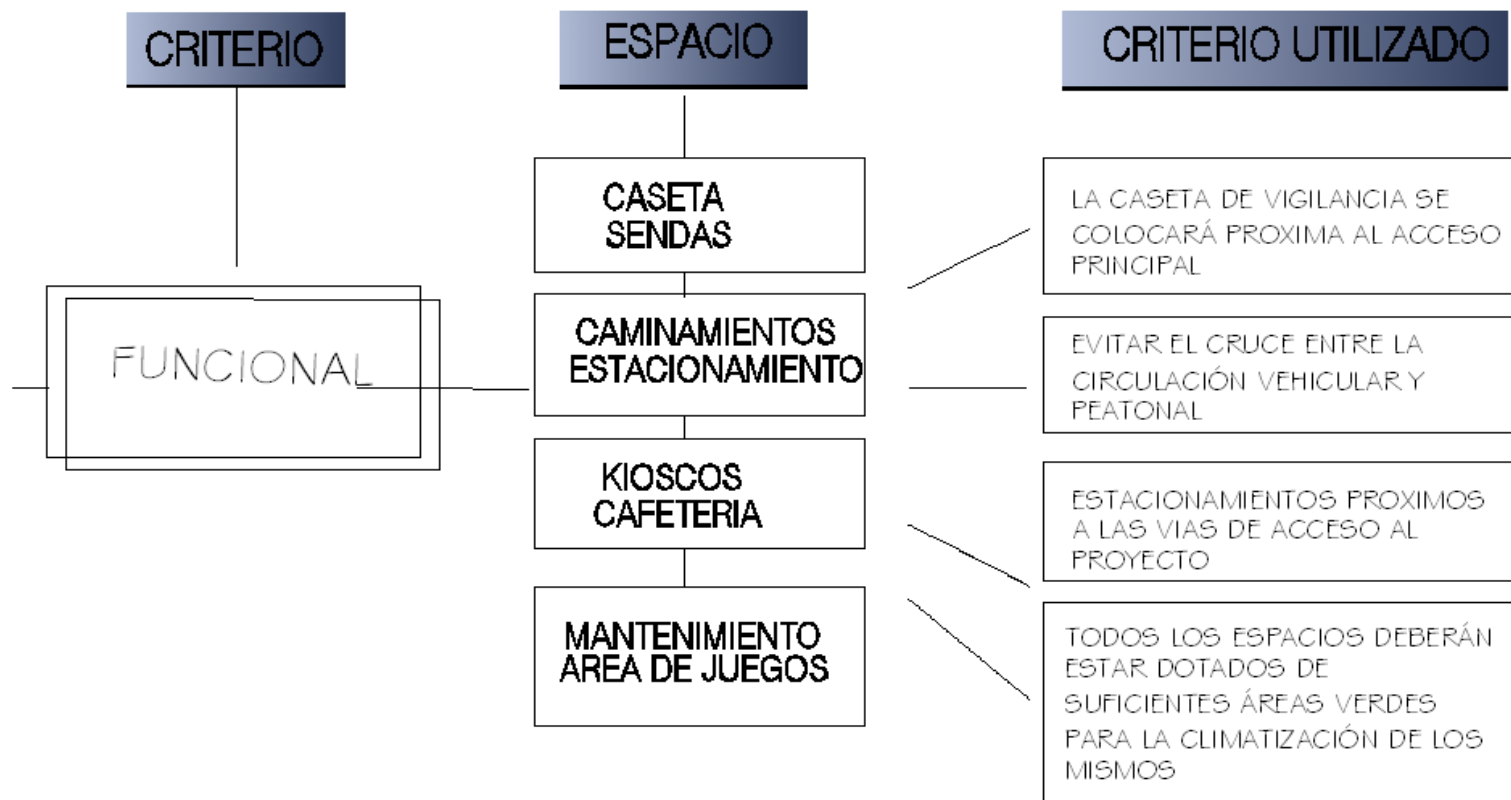 CRITERIO
ESPACIO
CRITERIO UTILIZADO
FUNCIONAL
CASETA
SENDAS
CAMINAMIENTOS
ESTACIONAMIENTO
KIOSCOS
CAFETERIA
MANTENIMIENTO
AREA DE JUEGOS
LA CASETA DE VIGILANCIA SE
COLOCARÁ PROXIMA AL ACCESO
PRINCIPAL
EVITAR EL CRUCE ENTRE LA
CIRCULACIÓN VEHICULAR Y
PEATONAL
ESTACIONAMIENTOS PROXIMOS
A LAS VIAS DE ACCESO AL
PROYECTO
TODOS LOS ESPACIOS DEBERÁN
ESTAR DOTADOS DE
SUFICIENTES ÁREAS VERDES
PARA LA CLIMATIZACIÓN DE LOS
MISMOS